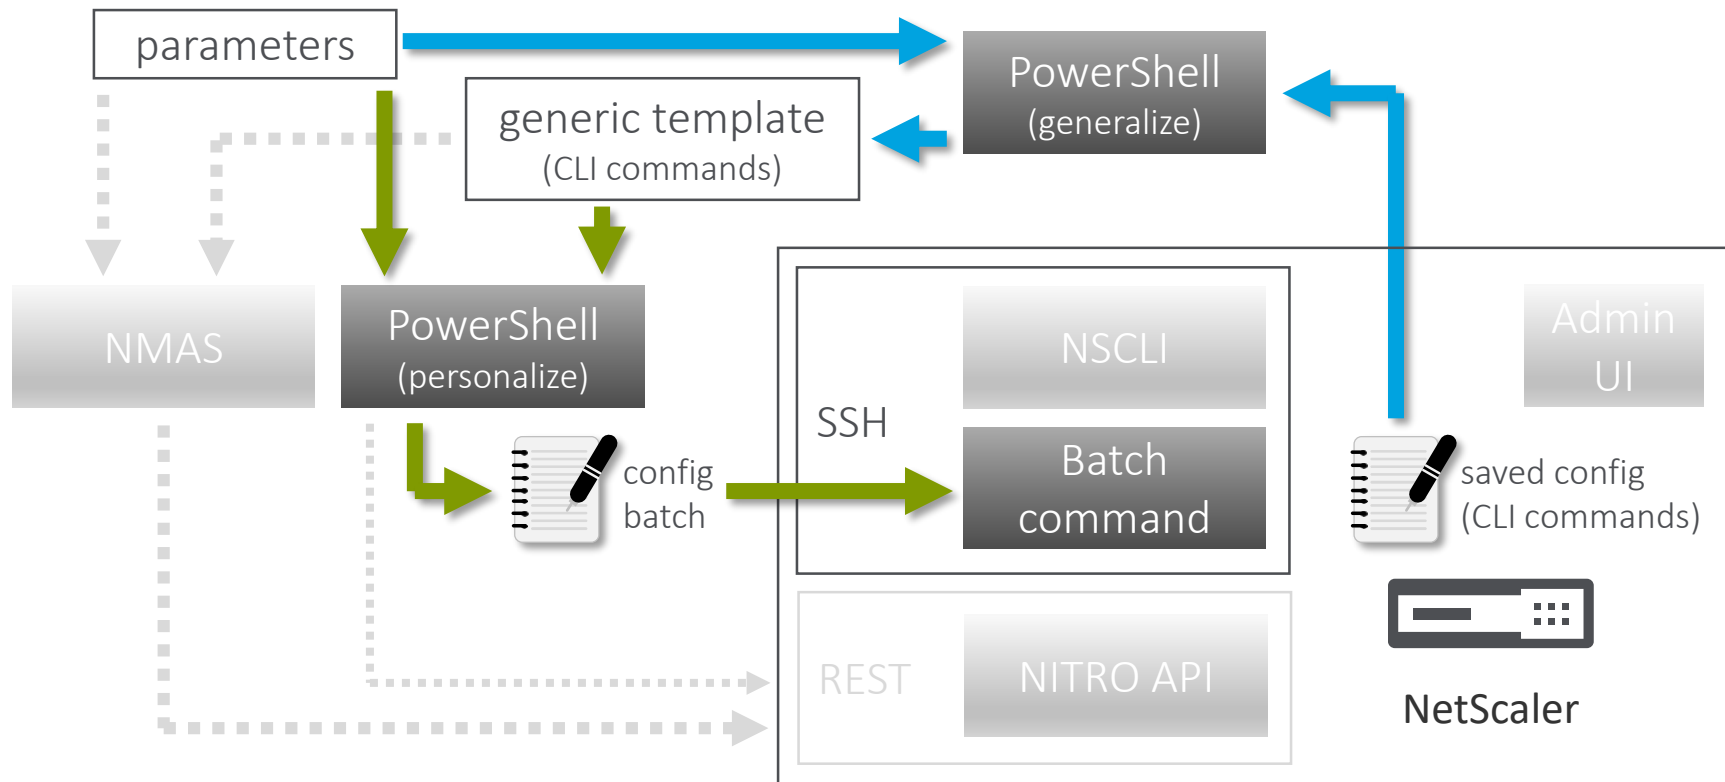 parameters
PowerShell
(generalize)
generic template
(CLI commands)
NMAS
PowerShell
(personalize)
NSCLI
Admin
UI
SSH
Batch
command
config
batch
saved config
(CLI commands)
REST
NITRO API
NetScaler